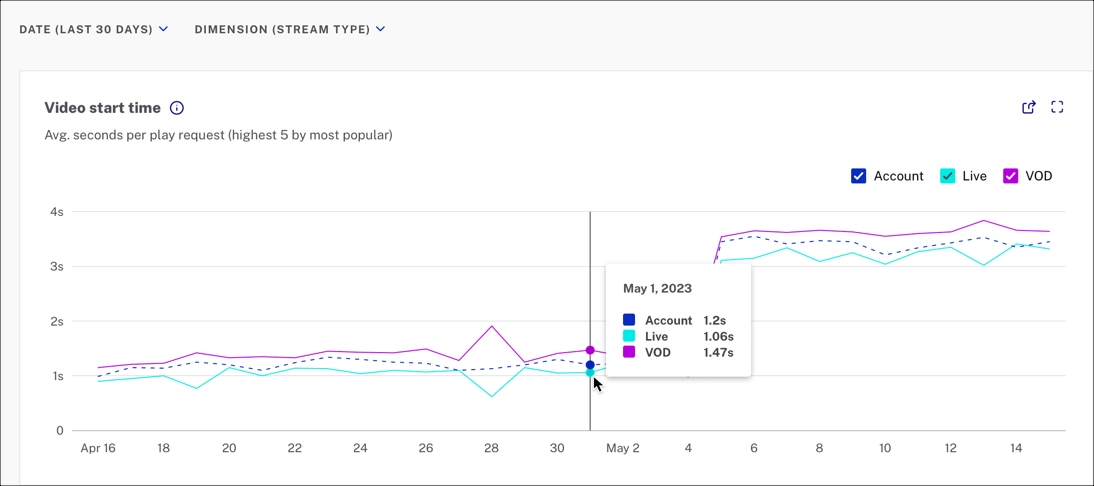 DATE (LAST 30 DAYS) DIMENSION (STREAM TYPE)
Video start time
Avg. seconds per play request (highest 5 by most popular)
Account Live VOD
4s
3s
2s
1s
0
May 1, 2023
Account 1.2s
Live 1.06s
VOD 1.47s
Apr 16 18 20 22 24 26 28 30 May 2 4 6 8 10 12 14